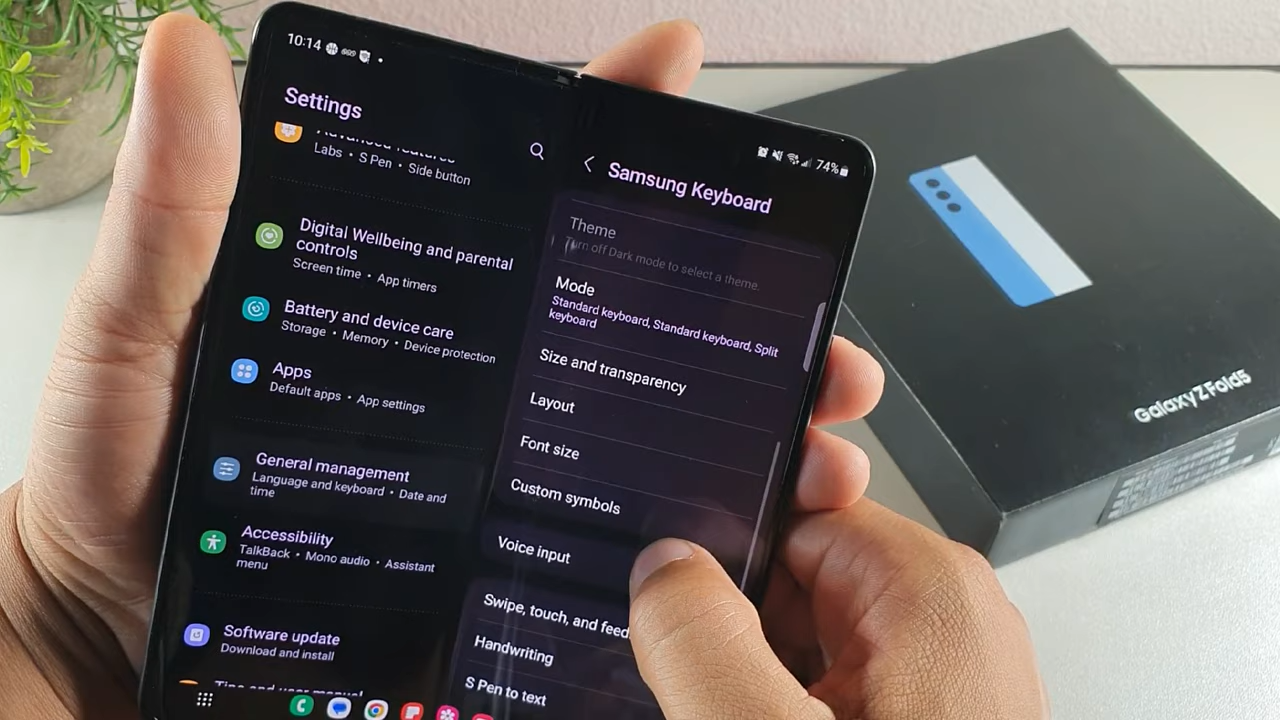 10:14
Settings
Labs • S Pen • Side button
Digital Wellbeing and parental
controls
Screen time • App timers
Battery and device care
Storage • Memory • Device protection
Apps
Default apps • App settings
General management
Language and keyboard • Date and
time
Accessibility
TalkBack • Mono audio • Assistant
menu
Software update
Download and install
74%
Samsung Keyboard
Theme
Turn off Dark mode to select a theme.
Mode
Standard keyboard, Standard keyboard, Split
keyboard
Size and transparency
Layout
Font size
Custom symbols
Voice input
Swipe, touch, and feed
Handwriting
S Pen to text
Galaxy Z Fold5